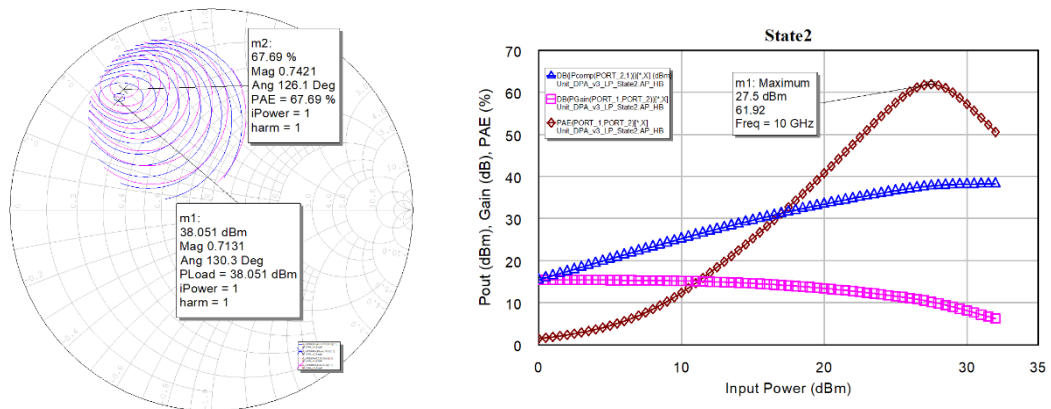 m2:
67.69 %
Mag 0.7421
Ang 126.1 Deg
PAE = 67.69 %
iPower = 1
harm = 1
m1:
38.051 dBm
Mag 0.7131
Ang 130.3 Deg
PLoad = 38.051 dBm
iPower = 1
harm = 1
State2
Pout (dBm), Gain (dB), PAE (%)
70
60
50
40
30
20
10
0
DB(|Pcomp(PORT_2,1)|)[*,X] (dBm)
Unit_DPA_v3_LP_State2.AP_HB
DB(PGain(PORT_1,PORT_2))[*,X]
Unit_DPA_v3_LP_State2.AP_HB
PAE(PORT_1,PORT_2)[*,X]
Unit_DPA_v3_LP_State2.AP_HB
m1: Maximum
27.5 dBm
61.92
Freq = 10 GHz
0 10 20 30 35
Input Power (dBm)